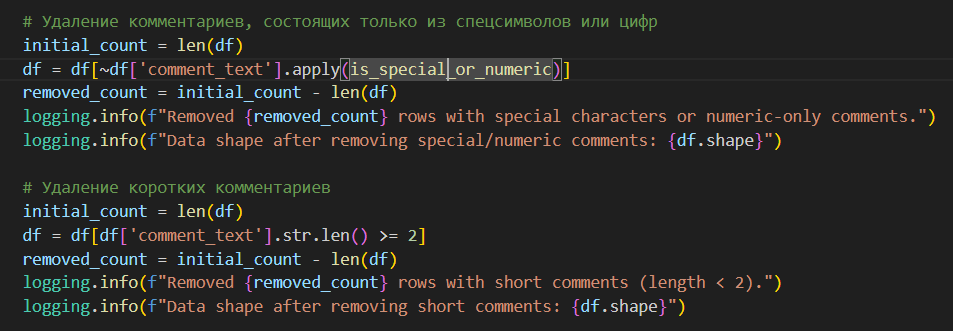 # Удаление комментариев, состоящих только из спецсимволов или цифр
initial_count = len(df)
df = df[~df['comment_text'].apply(is_special_or_numeric)]
removed_count = initial_count - len(df)
logging.info(f"Removed {removed_count} rows with special characters or numeric-only comments.")
logging.info(f"Data shape after removing special/numeric comments: {df.shape}")
# Удаление коротких комментариев
initial_count = len(df)
df = df[df['comment_text'].str.len() >= 2]
removed_count = initial_count - len(df)
logging.info(f"Removed {removed_count} rows with short comments (length < 2).")
logging.info(f"Data shape after removing short comments: {df.shape}")